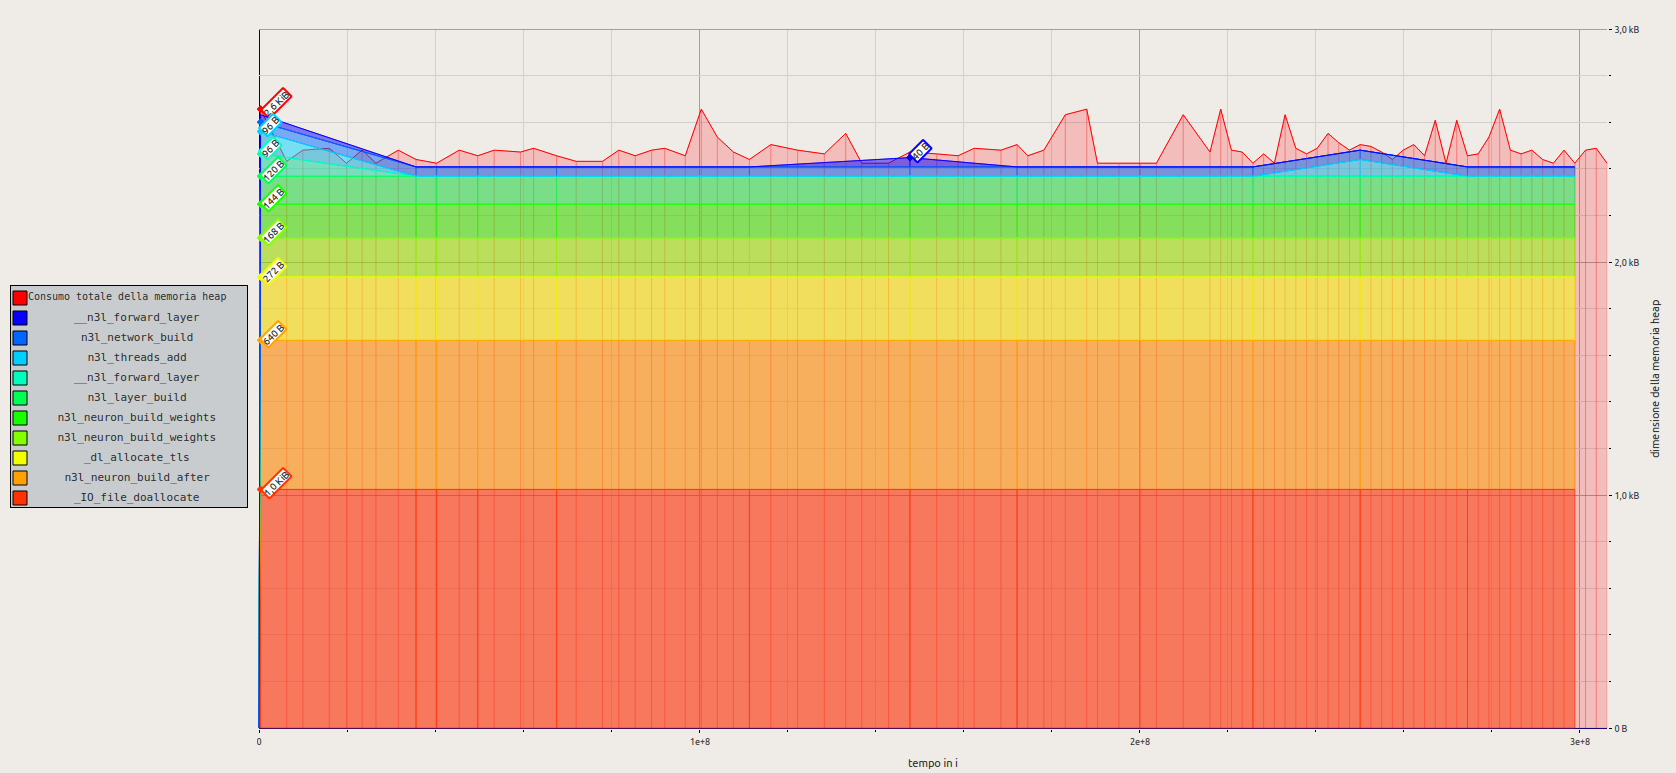 3,0 kB
2,6 KiB
96 B
96 B
120 B
144 B
168 B
272 B
640 B
1,0 KiB
40 B
2,0 kB
1,0 kB
0 B
dimensione della memoria heap
Consumo totale della memoria heap
__n3l_forward_layer
n3l_network_build
n3l_threads_add
__n3l_forward_layer
n3l_layer_build
n3l_neuron_build_weights
n3l_neuron_build_weights
_dl_allocate_tls
n3l_neuron_build_after
_IO_file_doallocate
0
1e+8
2e+8
3e+8
tempo in i